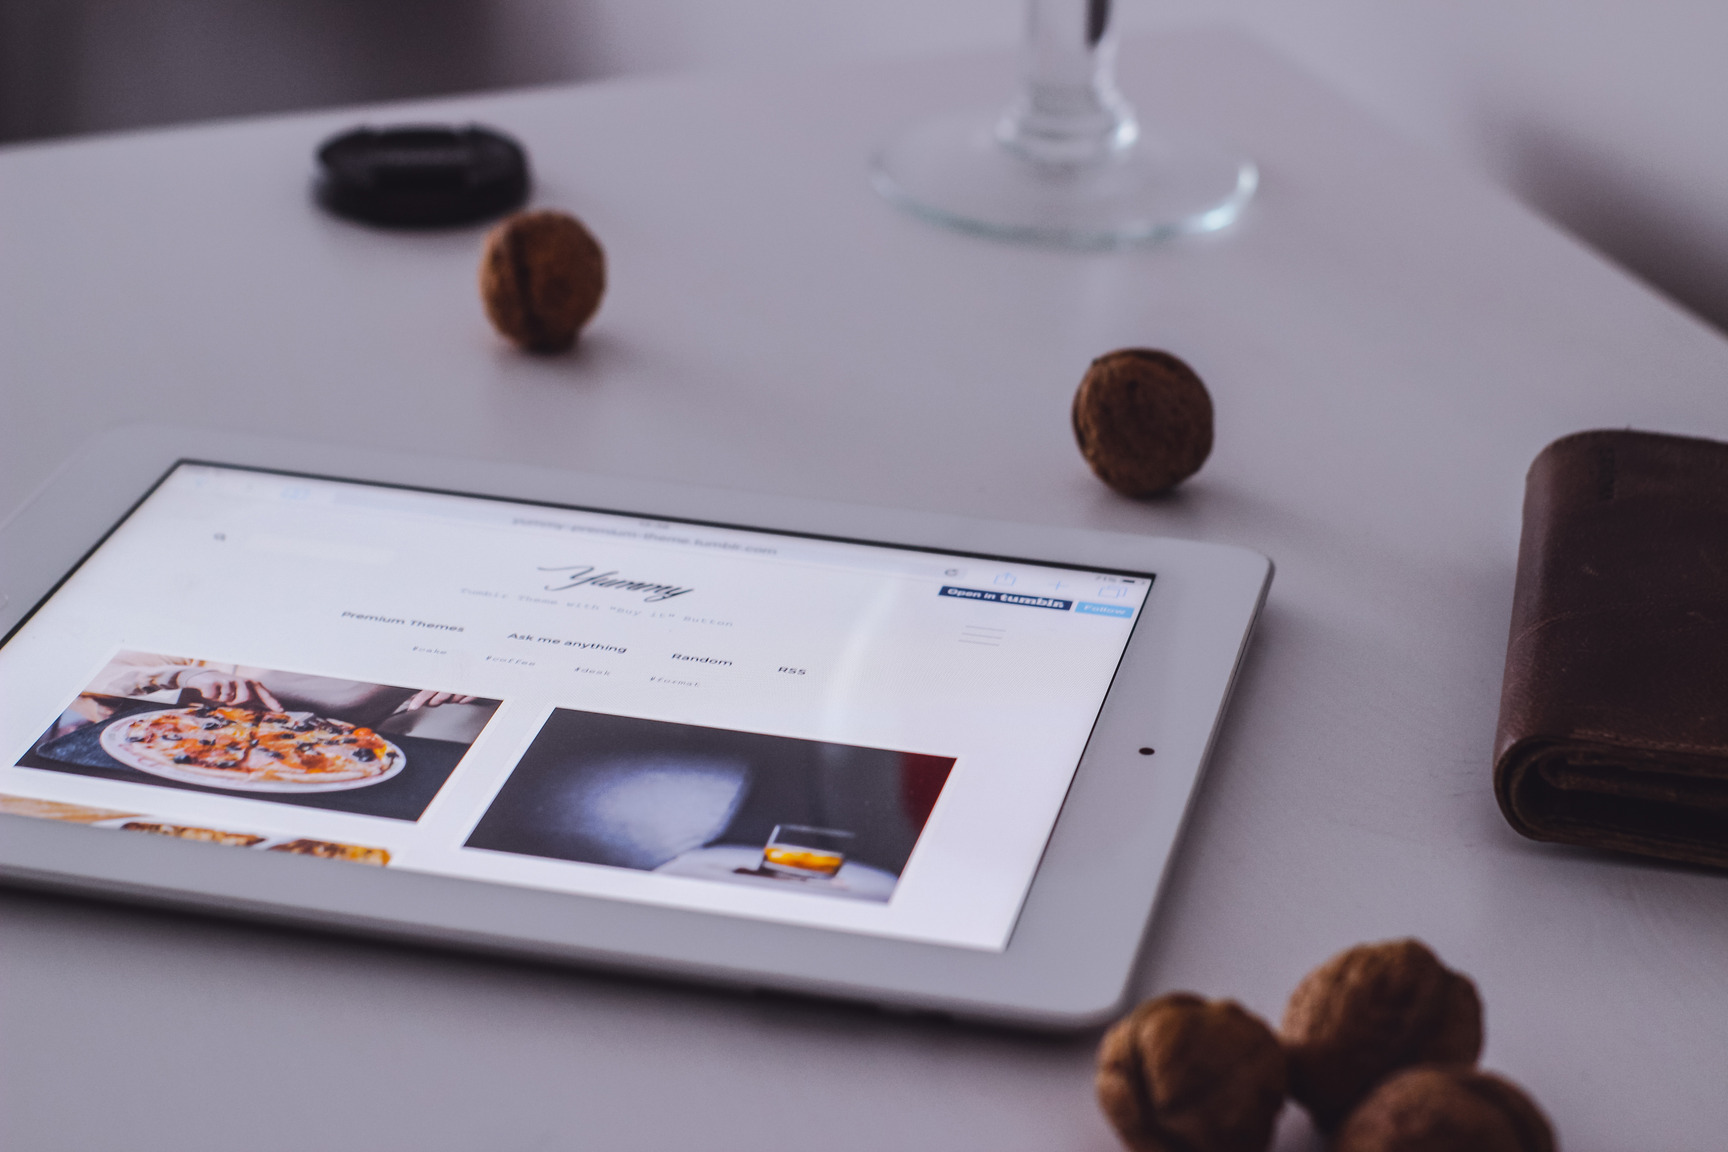 yummy-premium-theme.tumblr.com
71%
Yummy
Open in tumblr
Follow
Tumblr Theme with "Buy it" Button
Premium Themes
Ask me anything
Random
RSS
#cake
#coffee
#desk
#format